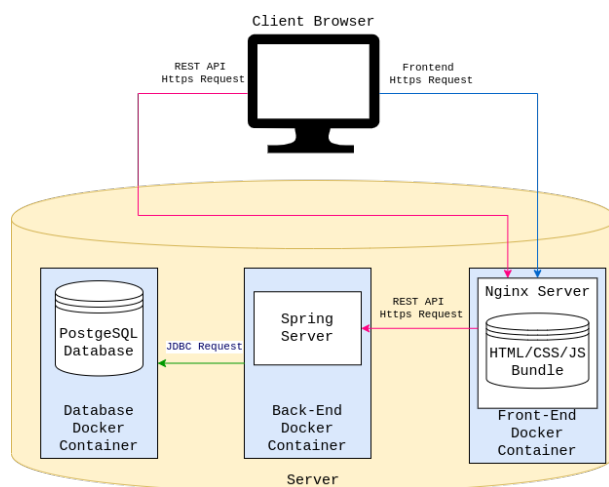 Client Browser
REST API
Https Request
Frontend
Https Request
Nginx Server
HTML/CSS/JS
Bundle
REST API
Https Request
Spring
Server
JDBC Request
PostgeSQL
Database
Database
Docker
Container
Back-End
Docker
Container
Front-End
Docker
Container
Server